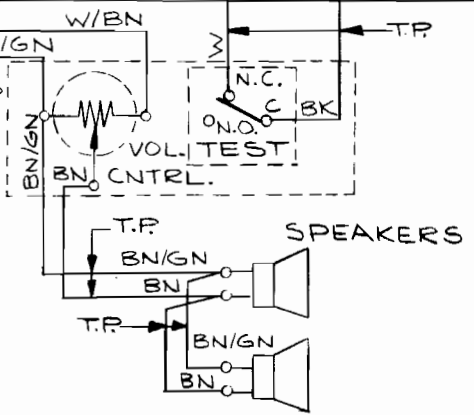 W/BN
/GN
T.P.
W
N.C.
C
BK
N.O.
VOL. TEST
CNTRL.
BN/GN
BN
T.P.
SPEAKERS
BN/GN
BN
T.P.
BN/GN
BN